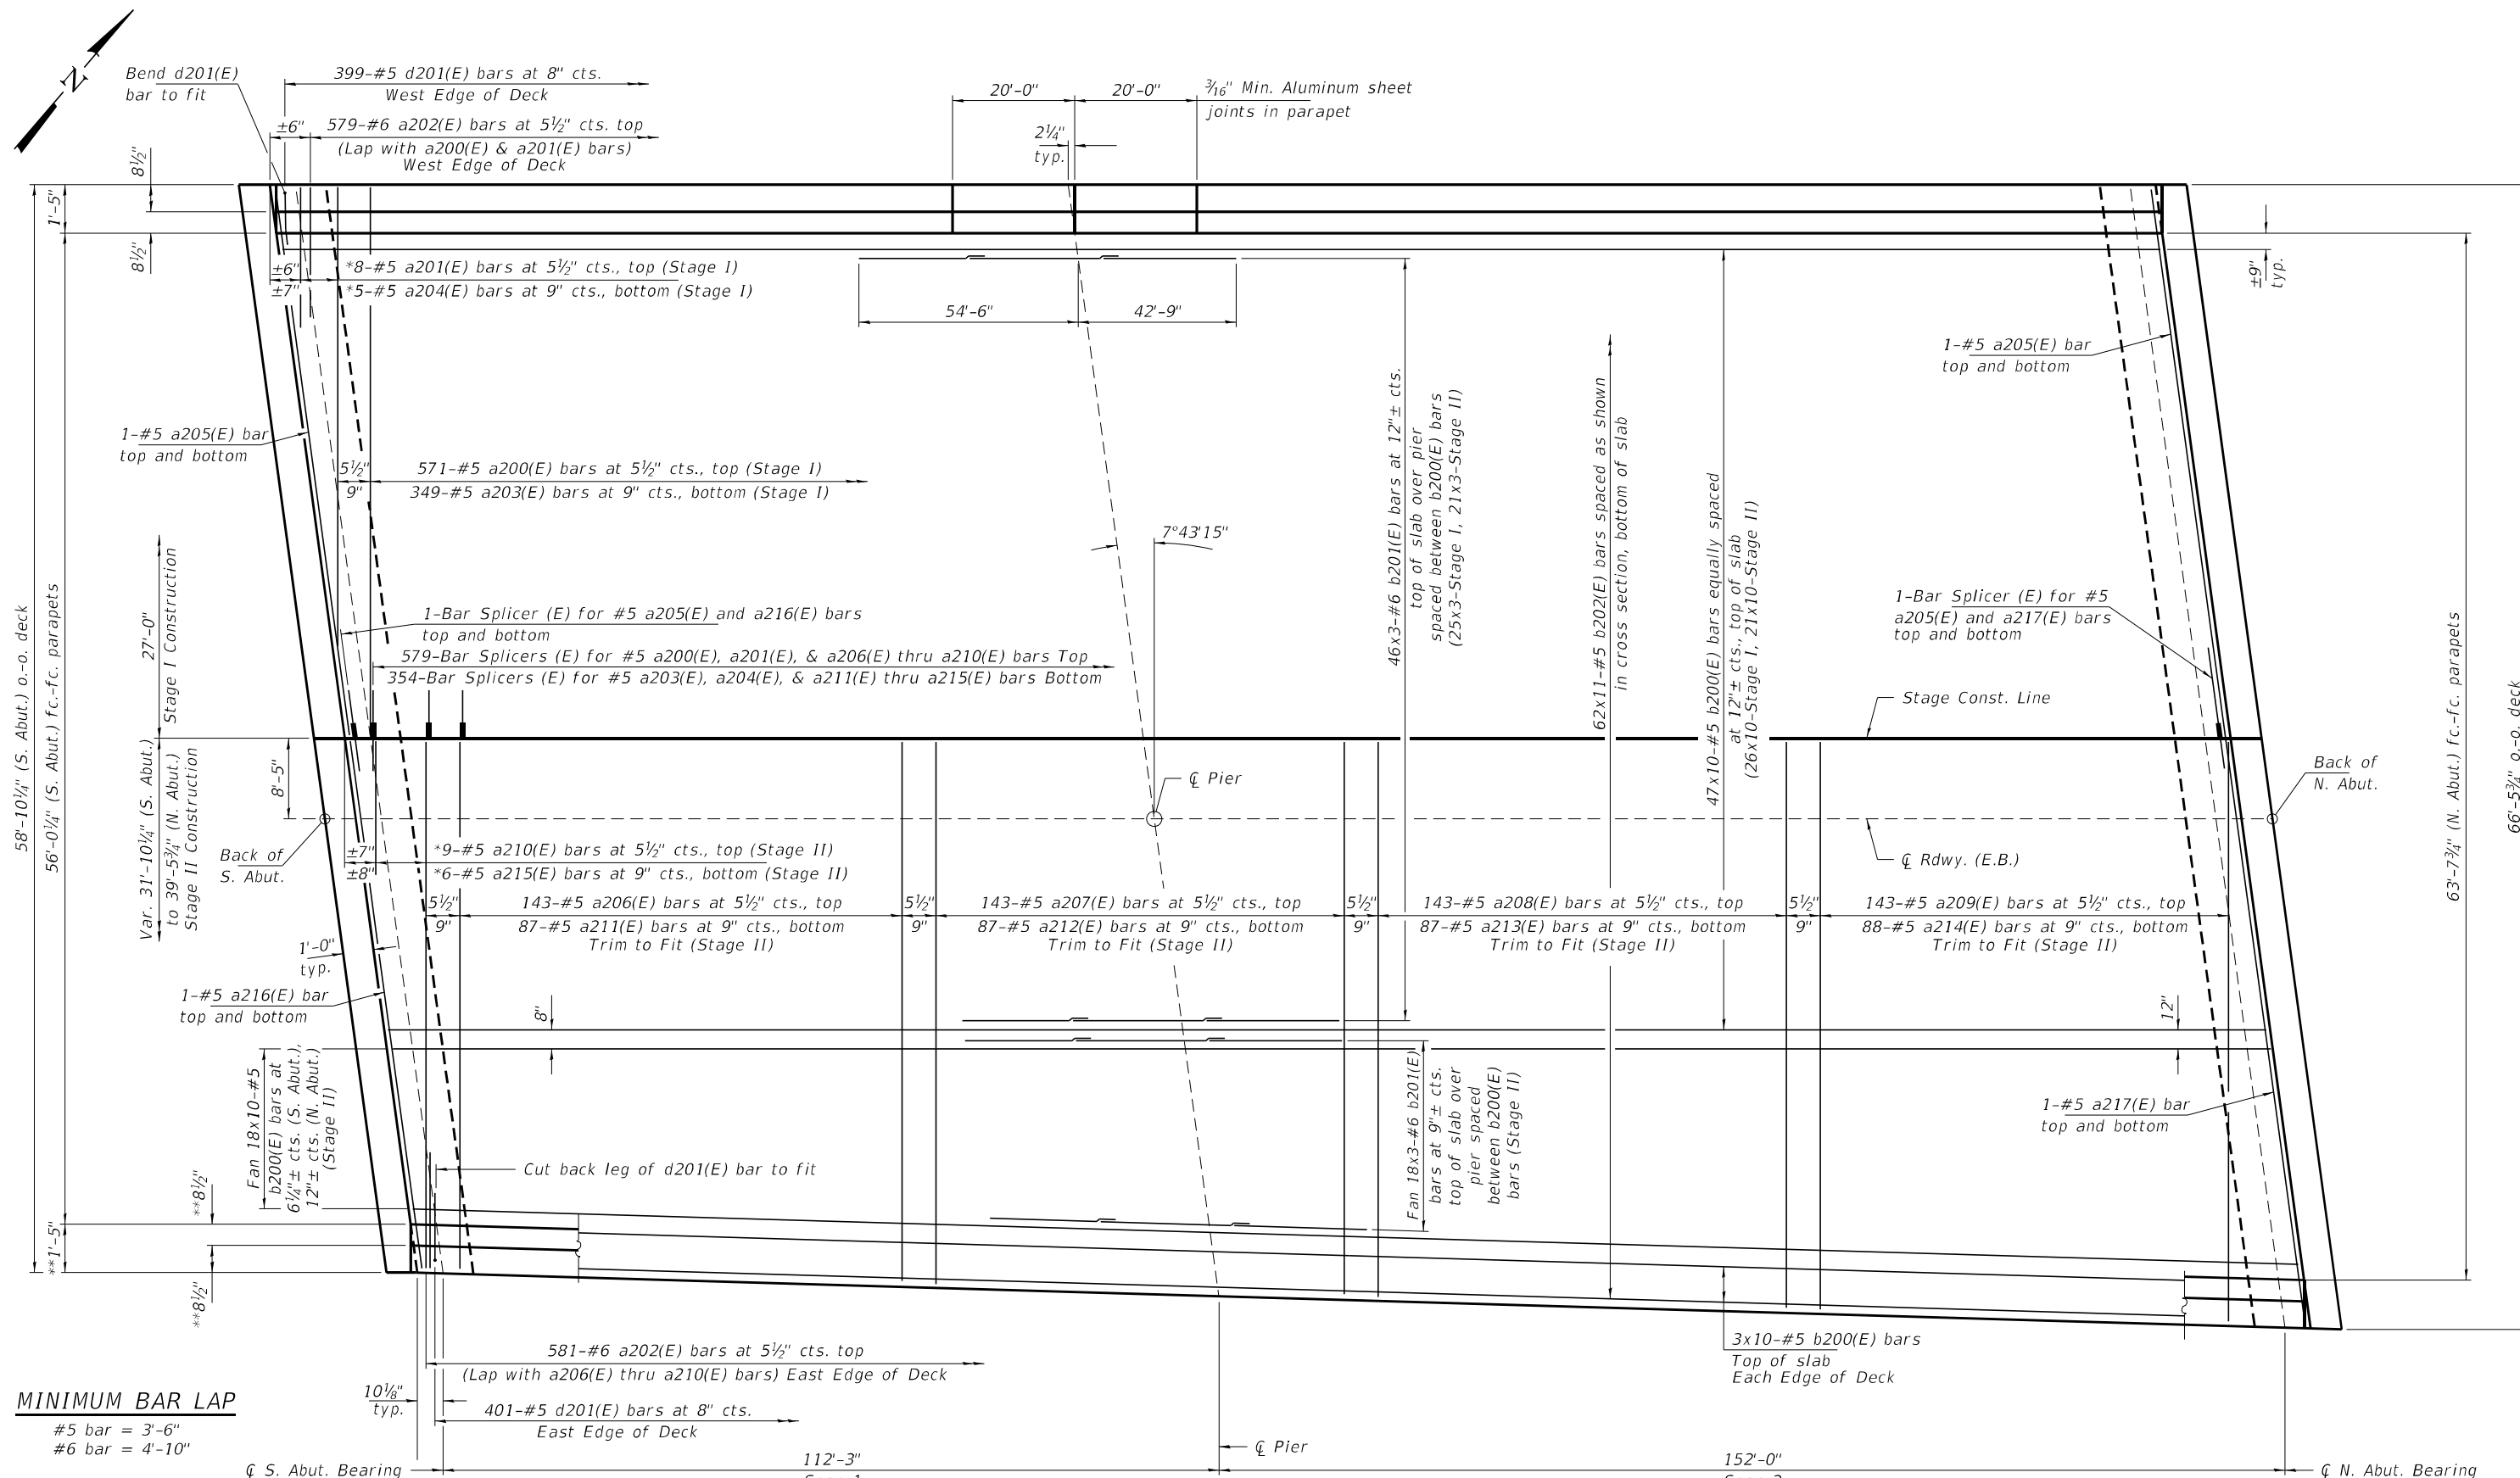 N
Bend d201(E)
bar to fit
399-#5 d201(E) bars at 8" cts.
West Edge of Deck
±6"
579-#6 a202(E) bars at 5½" cts. top
(Lap with a200(E) & a201(E) bars)
West Edge of Deck
20'-0"
20'-0"
3⁄16" Min. Aluminum sheet
joints in parapet
2¼"
typ.
8½"
1'-5"
8½"
±6"
*8-#5 a201(E) bars at 5½" cts., top (Stage I)
±7"
*5-#5 a204(E) bars at 9" cts., bottom (Stage I)
54'-6"
42'-9"
±9"
typ.
1-#5 a205(E) bar
top and bottom
1-#5 a205(E) bar
top and bottom
5½"
571-#5 a200(E) bars at 5½" cts., top (Stage I)
9"
349-#5 a203(E) bars at 9" cts., bottom (Stage I)
7°43'15"
46x3-#6 b201(E) bars at 12"± cts.
top of slab over pier
spaced between b200(E) bars
(25x3-Stage I, 21x3-Stage II)
62x11-#5 b202(E) bars spaced as shown
in cross section, bottom of slab
47x10-#5 b200(E) bars equally spaced
at 12"± cts., top of slab
(26x10-Stage I, 21x10-Stage II)
58'-10¼" (S. Abut.) o.-o. deck
56'-0¼" (S. Abut.) fc.-fc. parapets
27'-0"
Stage I Construction
Var. 31'-10¼" (S. Abut.)
to 39'-5¾" (N. Abut.)
Stage II Construction
1-Bar Splicer (E) for #5 a205(E) and a216(E) bars
top and bottom
579-Bar Splicers (E) for #5 a200(E), a201(E), & a206(E) thru a210(E) bars Top
354-Bar Splicers (E) for #5 a203(E), a204(E), & a211(E) thru a215(E) bars Bottom
1-Bar Splicer (E) for #5
a205(E) and a217(E) bars
top and bottom
Stage Const. Line
63'-7¾" (N. Abut.) fc.-fc. parapets
66'-5¾" o.-o. deck
8'-5"
℄ Pier
Back of
N. Abut.
Back of
S. Abut.
℄ Rdwy. (E.B.)
±7"
*9-#5 a210(E) bars at 5½" cts., top (Stage II)
±8"
*6-#5 a215(E) bars at 9" cts., bottom (Stage II)
5½"
143-#5 a206(E) bars at 5½" cts., top
5½"
143-#5 a207(E) bars at 5½" cts., top
5½"
143-#5 a208(E) bars at 5½" cts., top
5½"
143-#5 a209(E) bars at 5½" cts., top
9"
87-#5 a211(E) bars at 9" cts., bottom
9"
87-#5 a212(E) bars at 9" cts., bottom
9"
87-#5 a213(E) bars at 9" cts., bottom
9"
88-#5 a214(E) bars at 9" cts., bottom
Trim to Fit (Stage II)
Trim to Fit (Stage II)
Trim to Fit (Stage II)
Trim to Fit (Stage II)
1'-0"
typ.
1-#5 a216(E) bar
top and bottom
8"
12"
Fan 18x10-#5
b200(E) bars at
6¼"± cts. (S. Abut.),
12"± cts. (N. Abut.)
(Stage II)
Fan 18x3-#6 b201(E)
bars at 9"± cts.
top of slab over
pier spaced
between b200(E)
bars (Stage II)
1-#5 a217(E) bar
top and bottom
Cut back leg of d201(E) bar to fit
**8½"
**1'-5"
**8½"
581-#6 a202(E) bars at 5½" cts. top
(Lap with a206(E) thru a210(E) bars) East Edge of Deck
3x10-#5 b200(E) bars
Top of slab
Each Edge of Deck
10⅛"
typ.
401-#5 d201(E) bars at 8" cts.
East Edge of Deck
MINIMUM BAR LAP
#5 bar = 3'-6"
#6 bar = 4'-10"
℄ Pier
℄ S. Abut. Bearing
112'-3"
152'-0"
℄ N. Abut. Bearing